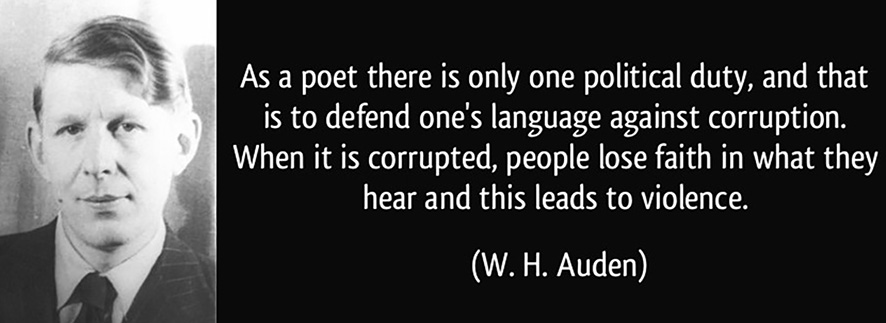 As a poet there is only one political duty, and that
is to defend one's language against corruption.
When it is corrupted, people lose faith in what they
hear and this leads to violence.
(W. H. Auden)